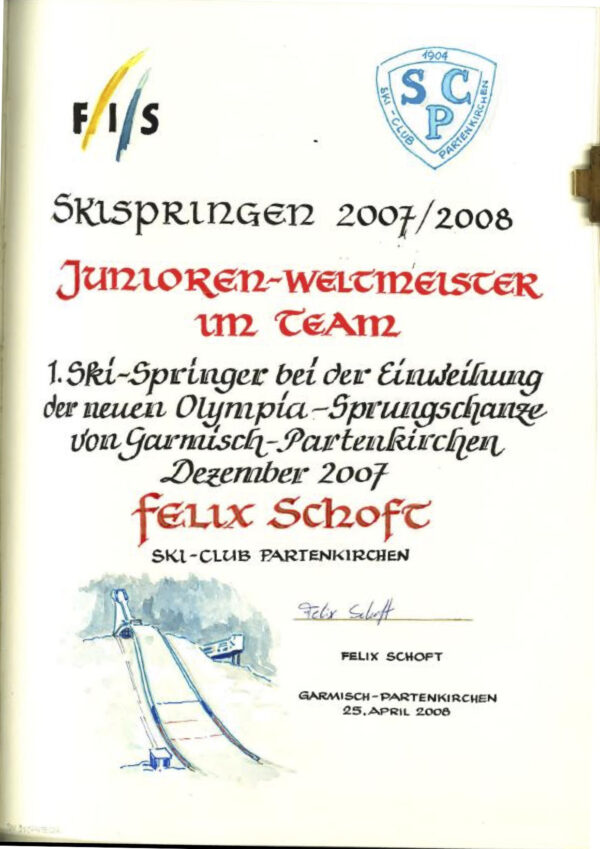 FIS
1904
SCP
SKI-CLUB PARTENKIRCHEN
SKISPRINGEN 2007/2008
JUNIOREN-WELTMEISTER
IM TEAM
1. Ski-Springer bei der Einweihung
der neuen Olympia-Sprungschanze
von Garmisch-Partenkirchen
Dezember 2007
FELIX SCHOFT
SKI-CLUB PARTENKIRCHEN
Felix Schoft
FELIX SCHOFT
GARMISCH-PARTENKIRCHEN
25. APRIL 2008